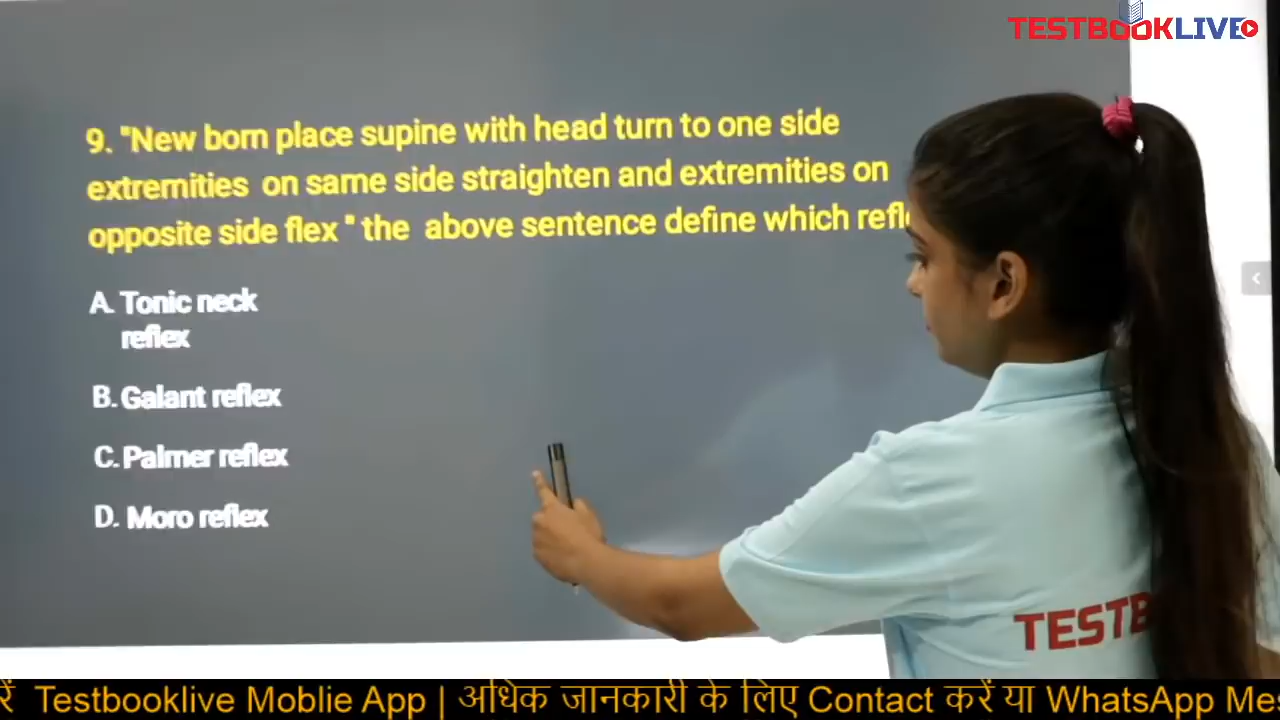 TESTBOOKLIVE
9. "New born place supine with head turn to one side
extremities on same side straighten and extremities on
opposite side flex " the above sentence define which
A. Tonic neck
reflex
B. Galant reflex
C. Palmer reflex
D. Moro reflex
Testbooklive Moblie App | अधिक जानकारी के लिए Contact करें या WhatsApp